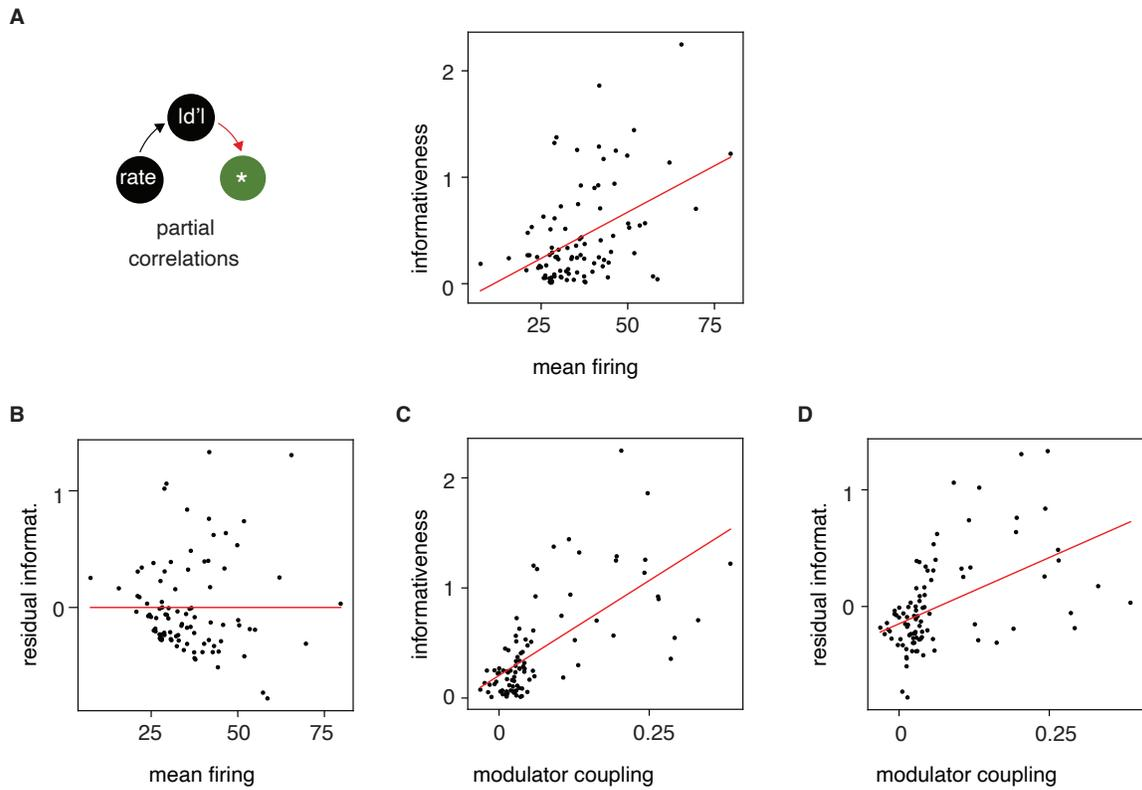 A
ld'l
rate
*
partial
correlations
informativeness
2
1
0
25 50 75
mean firing
B
residual informat.
1
0
25 50 75
mean firing
C
informativeness
2
1
0
0 0.25
modulator coupling
D
residual informat.
1
0
0 0.25
modulator coupling